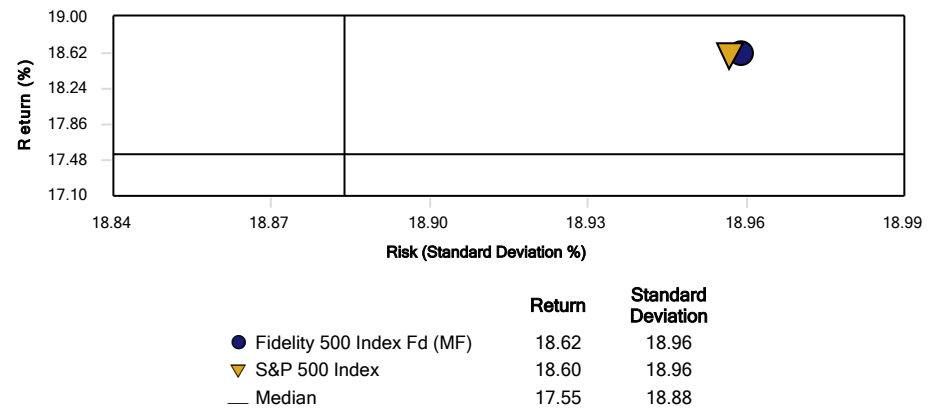 19.00
18.62
18.24
17.86
17.48
17.10
Return (%)
18.84 18.87 18.90 18.93 18.96 18.99
Risk (Standard Deviation %)
Return Standard Deviation
Fidelity 500 Index Fd (MF) 18.62 18.96
S&P 500 Index 18.60 18.96
Median 17.55 18.88